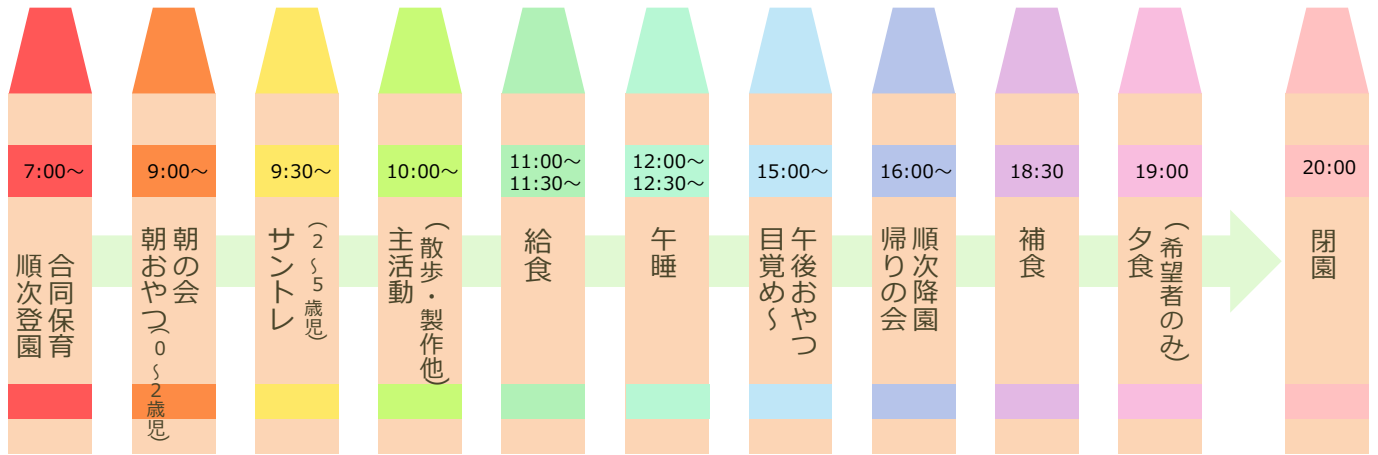 7:00～
順次登園
合同保育
9:00～
朝おやつ（0～2歳児）
朝の会
9:30～
サントレ
（2～5歳児）
10:00～
主活動
（散歩・製作他）
11:00～
11:30～
給食
12:00～
12:30～
午睡
15:00～
目覚め～
午後おやつ
16:00～
帰りの会
順次降園
18:30
補食
19:00
夕食
（希望者のみ）
20:00
閉園